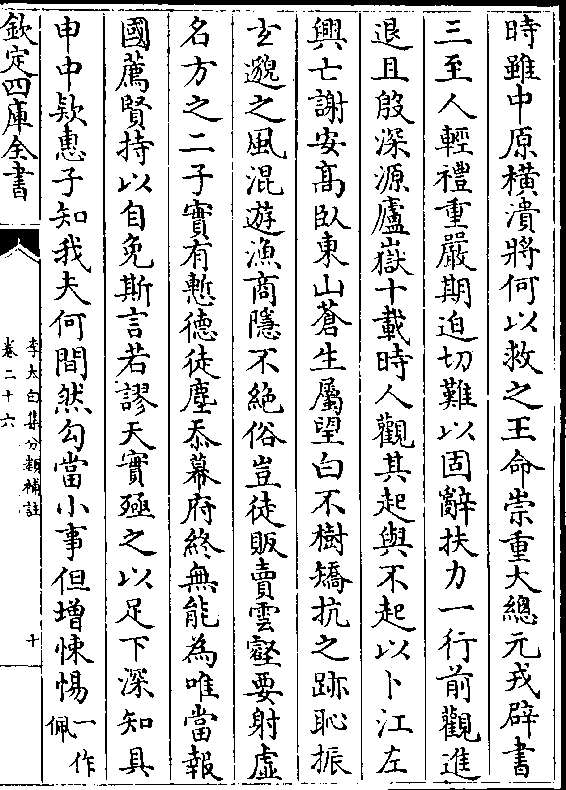 時雖中原橫潰將何以救之王命崇重大總元戎辟書
三至人輕禮重嚴期迫切難以固辭扶力一行前觀進
退且殷深源廬嶽十載時人觀其起與不起以卜江左
興亡謝安髙臥東山蒼生屬望白不樹矯抗之跡恥振
玄邈之風混遊漁商隱不絶俗豈徒販賣雲壑要射虛
名方之二子實有慙德徒塵忝幕府終無能為唯當報
國薦賢持以自免斯言若謬天實殛之以足下深知具
申中欵惠子知我夫何間然勾當小事但增悚惕一作佩
欽定四庫全書
李太白集分類補註
卷二十六
十